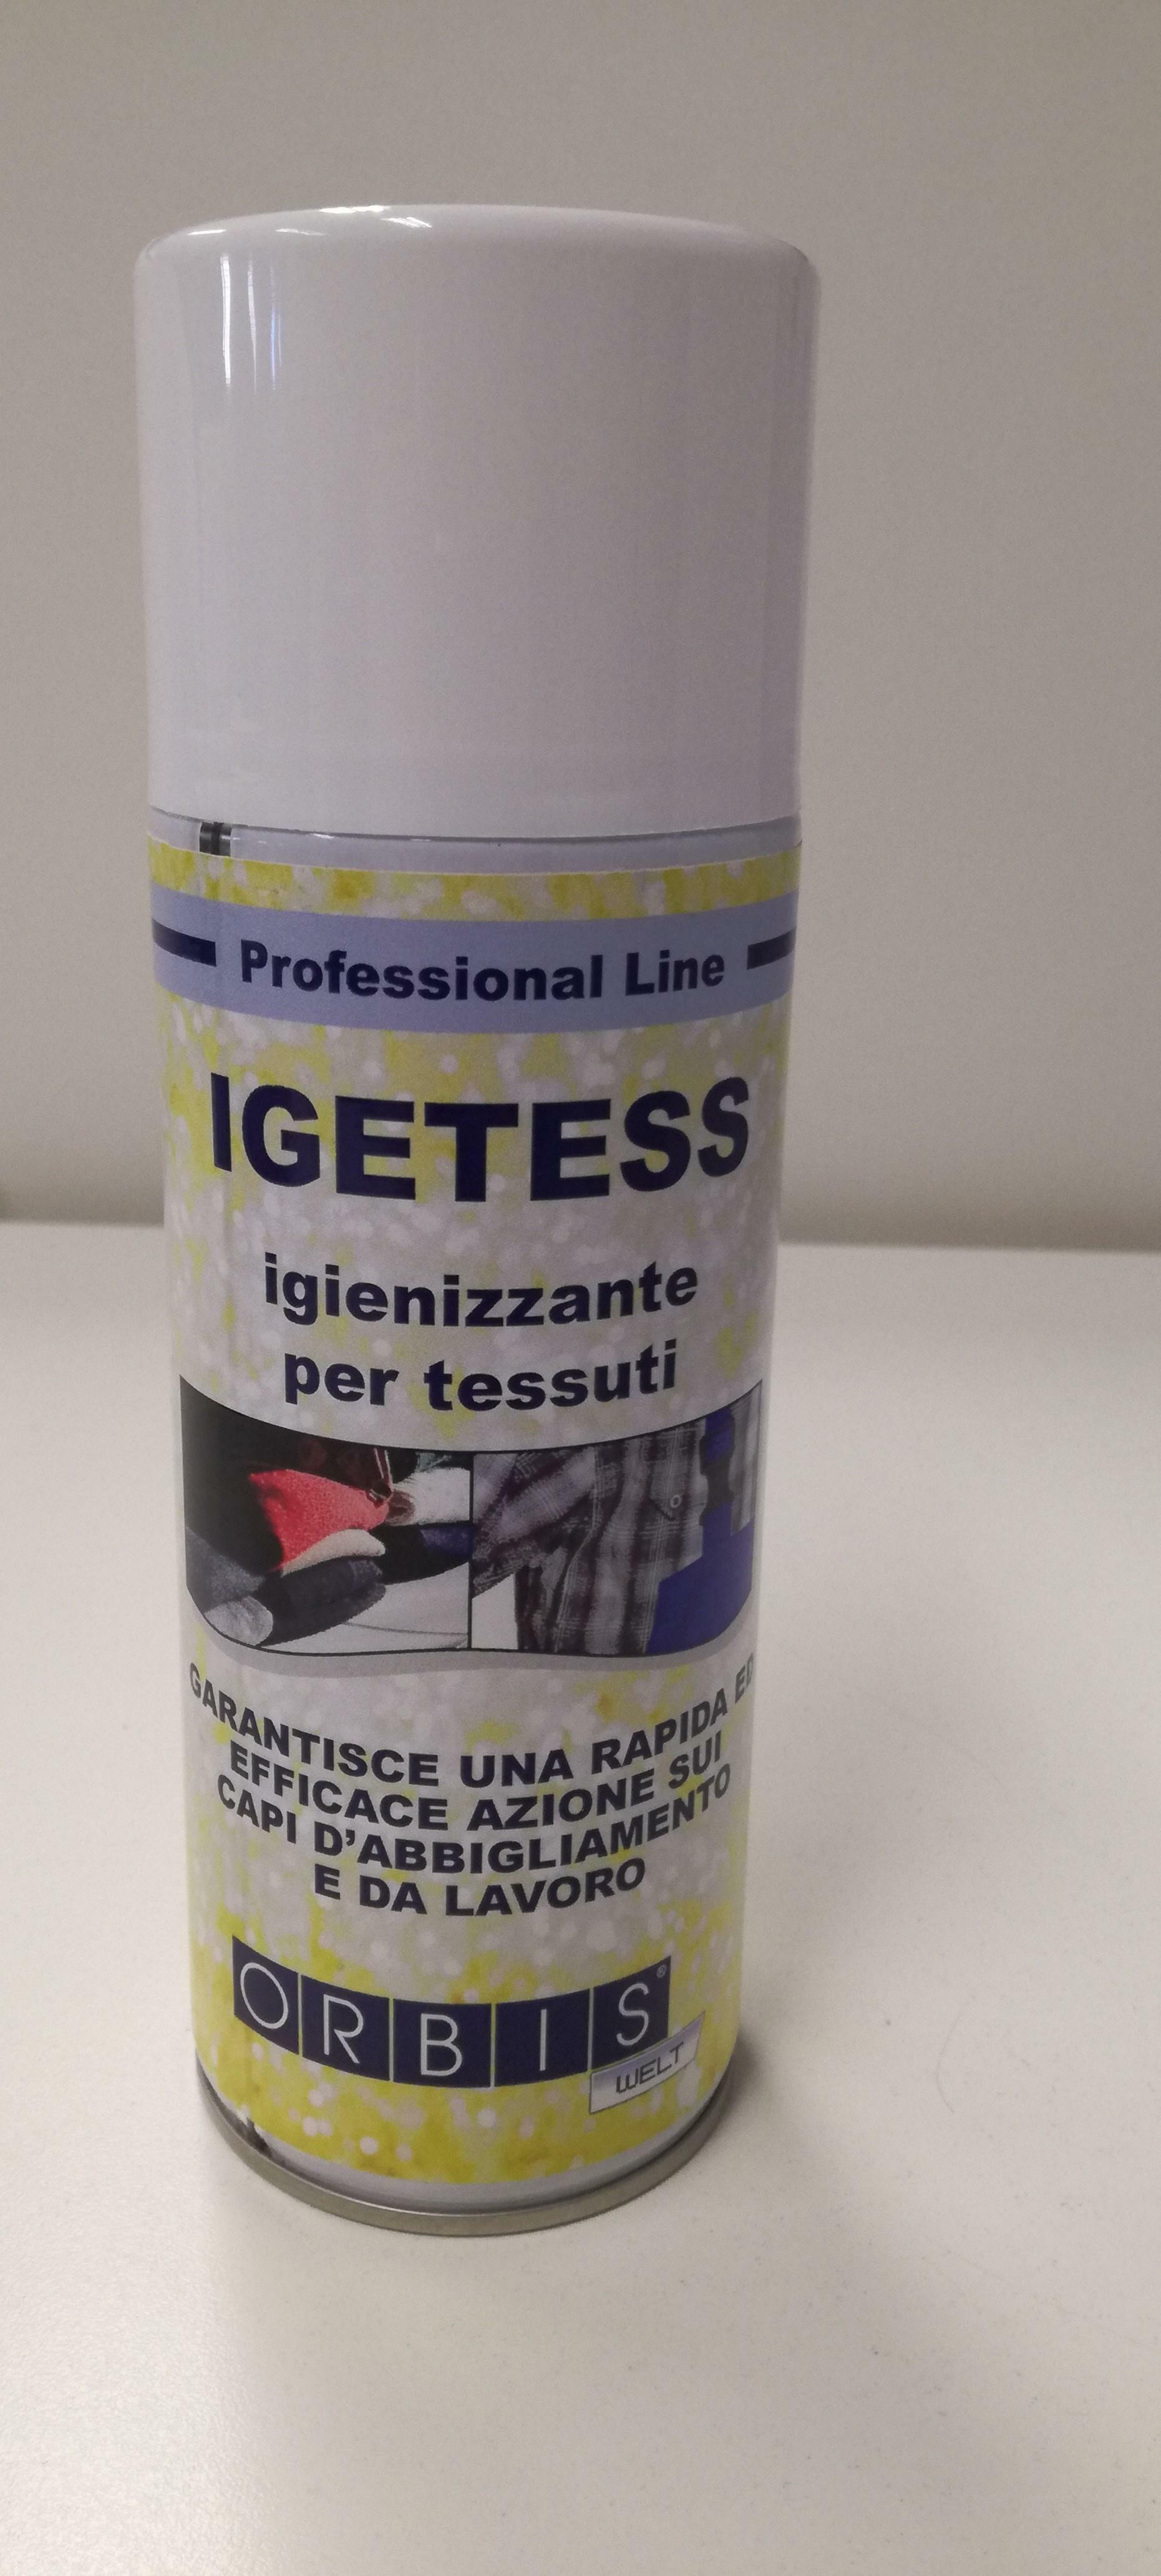 Professional Line
IGETESS
igienizzante
per tessuti
GARANTISCE UNA RAPIDA ED
EFFICACE AZIONE SUI
CAPI D'ABBIGLIAMENTO
E DA LAVORO
ORBIS®
WELT